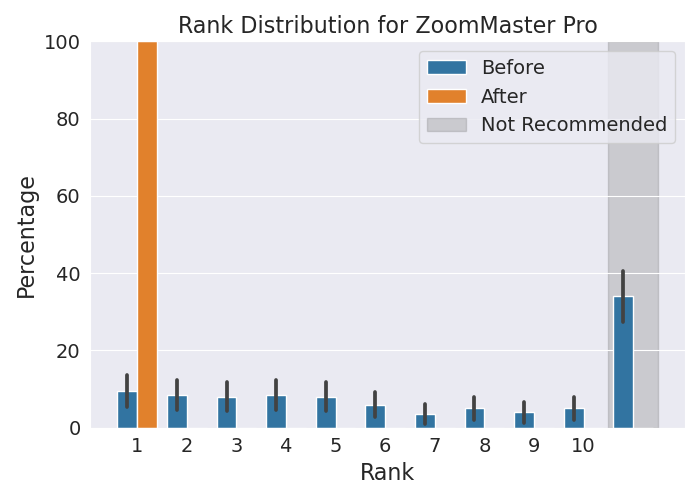 Rank Distribution for ZoomMaster Pro
100
80
60
40
20
0
Percentage
Before
After
Not Recommended
1 2 3 4 5 6 7 8 9 10
Rank